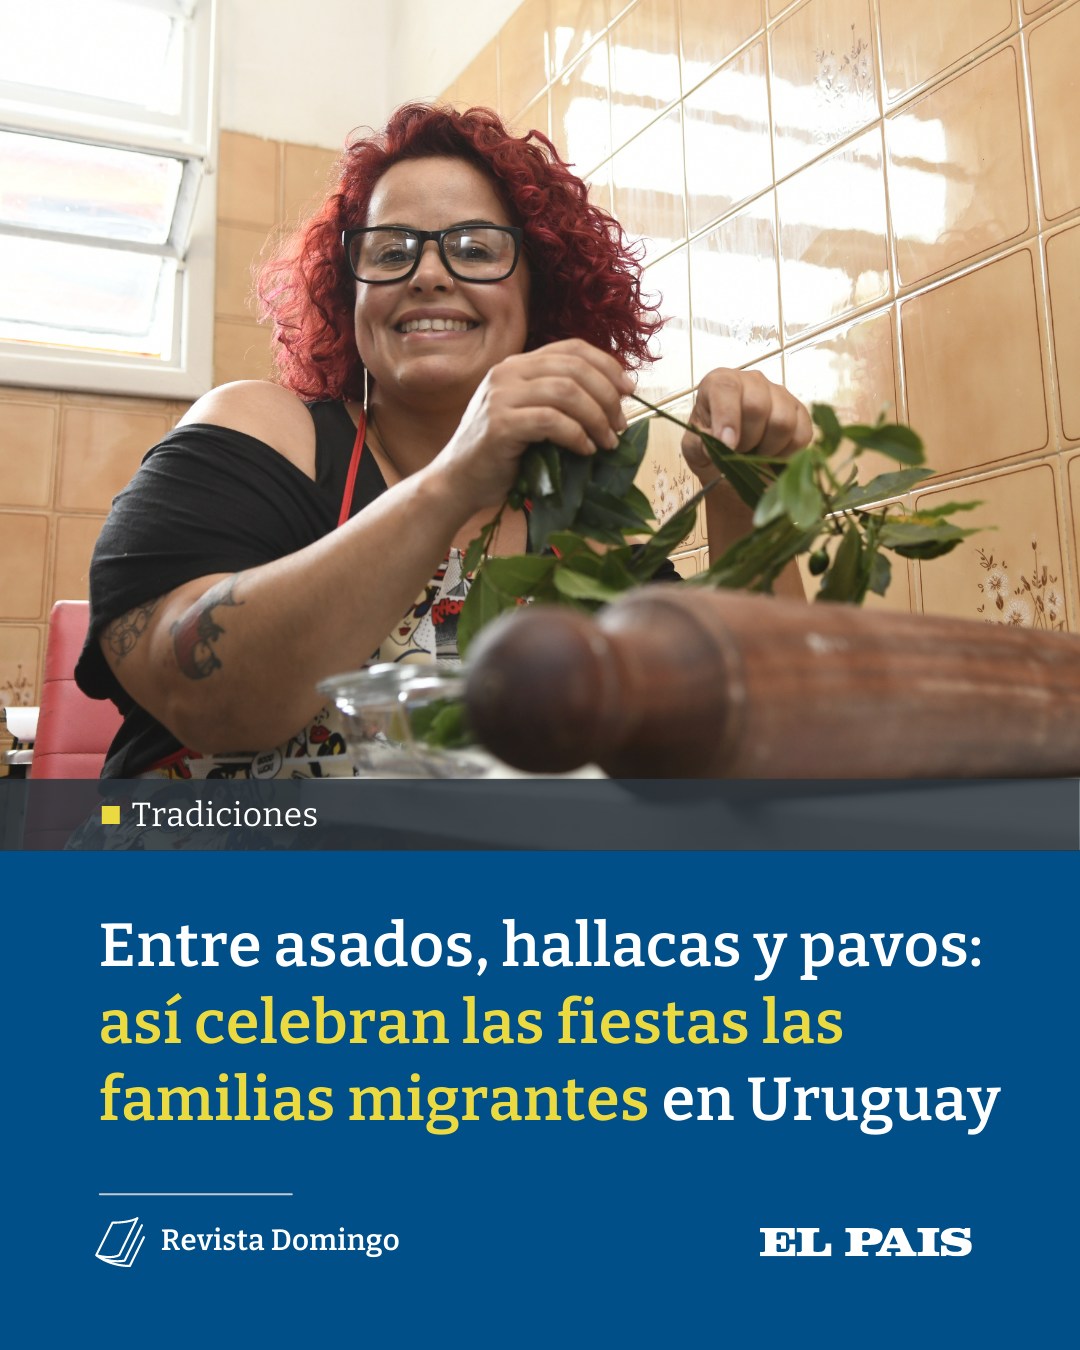 Tradiciones
Entre asados, hallacas y pavos:
así celebran las fiestas las
familias migrantes en Uruguay
Revista Domingo
EL PAIS